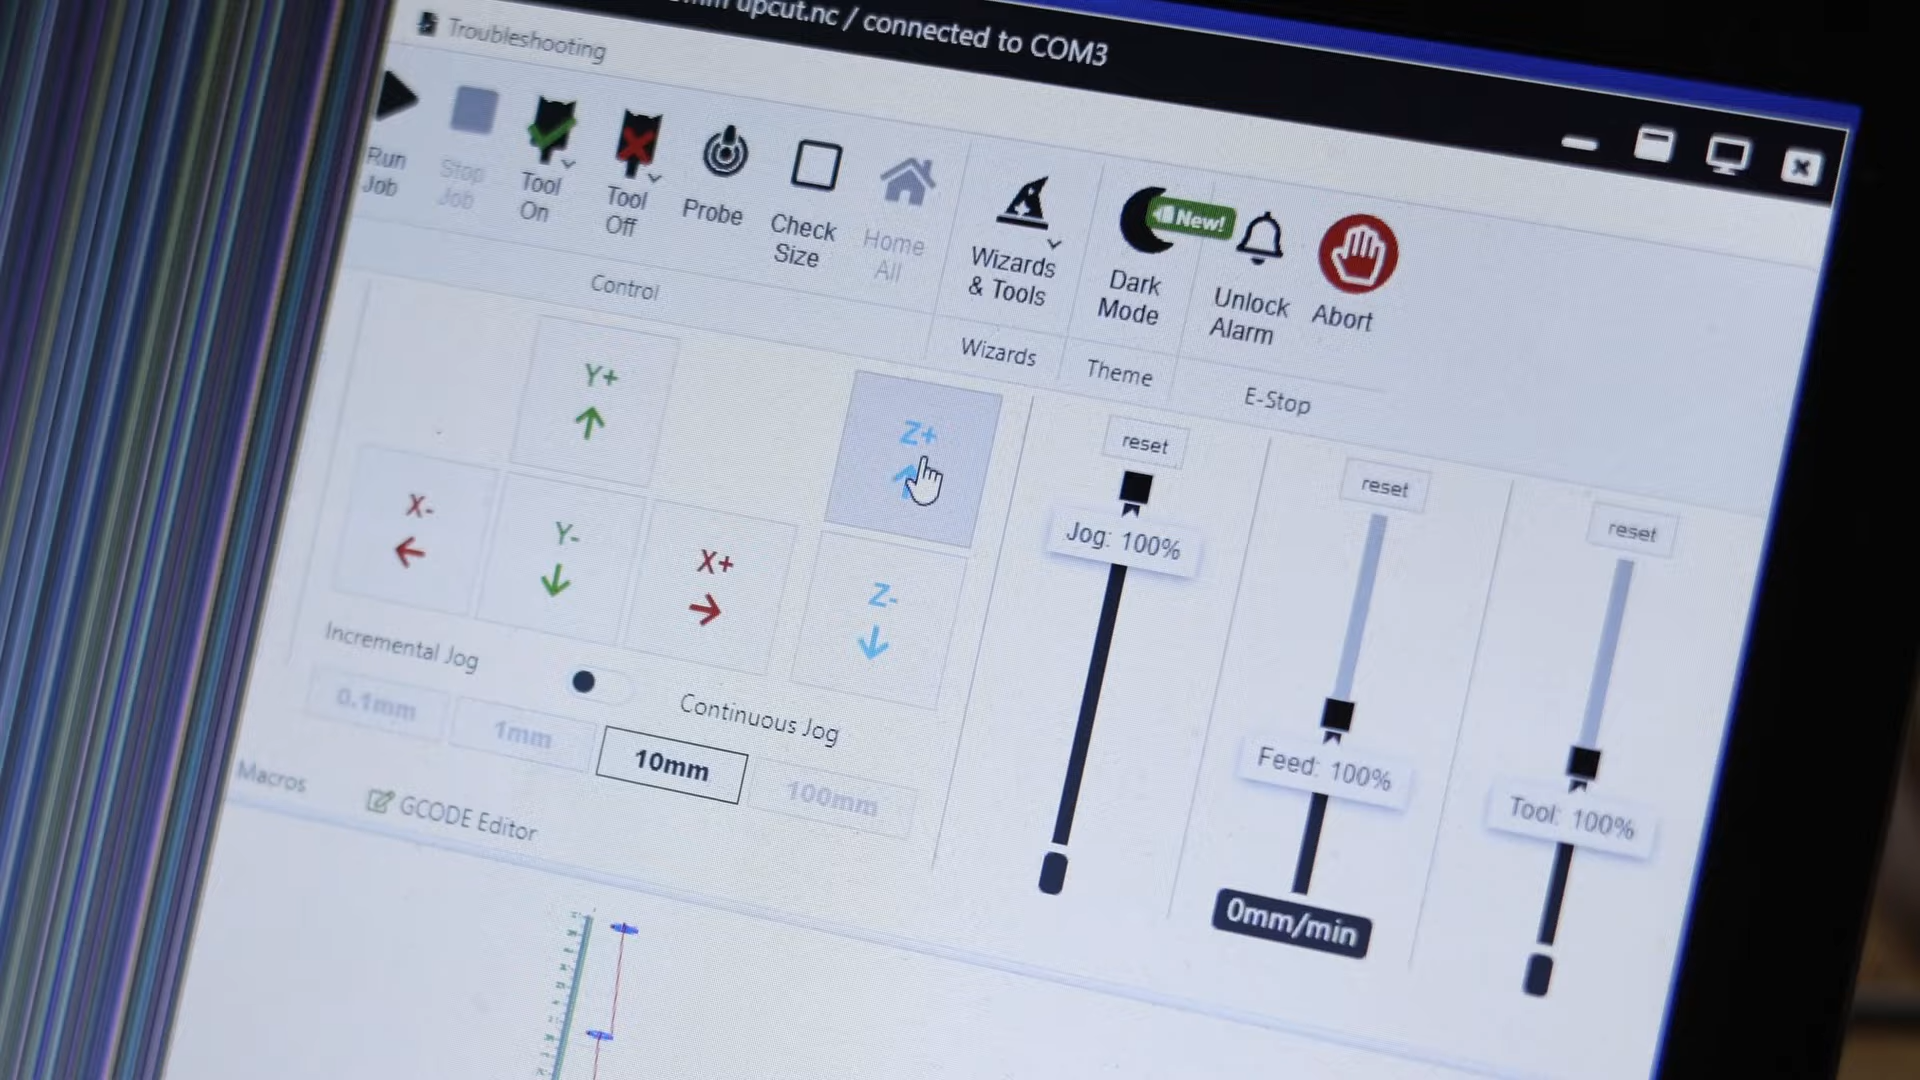 upcut.nc / connected to COM3
Troubleshooting
Run
Job
Stop
Job
Tool
On
Tool
Off
Probe
Check
Size
Home
All
Wizards
& Tools
New!
Dark
Mode
Unlock
Alarm
Abort
Control
Wizards
Theme
E-Stop
Y+
Z+
X-
Y-
X+
Z-
reset
reset
reset
Jog: 100%
Feed: 100%
Tool: 100%
0mm/min
Incremental Jog
Continuous Jog
0.1mm
1mm
10mm
100mm
Macros
GCODE Editor